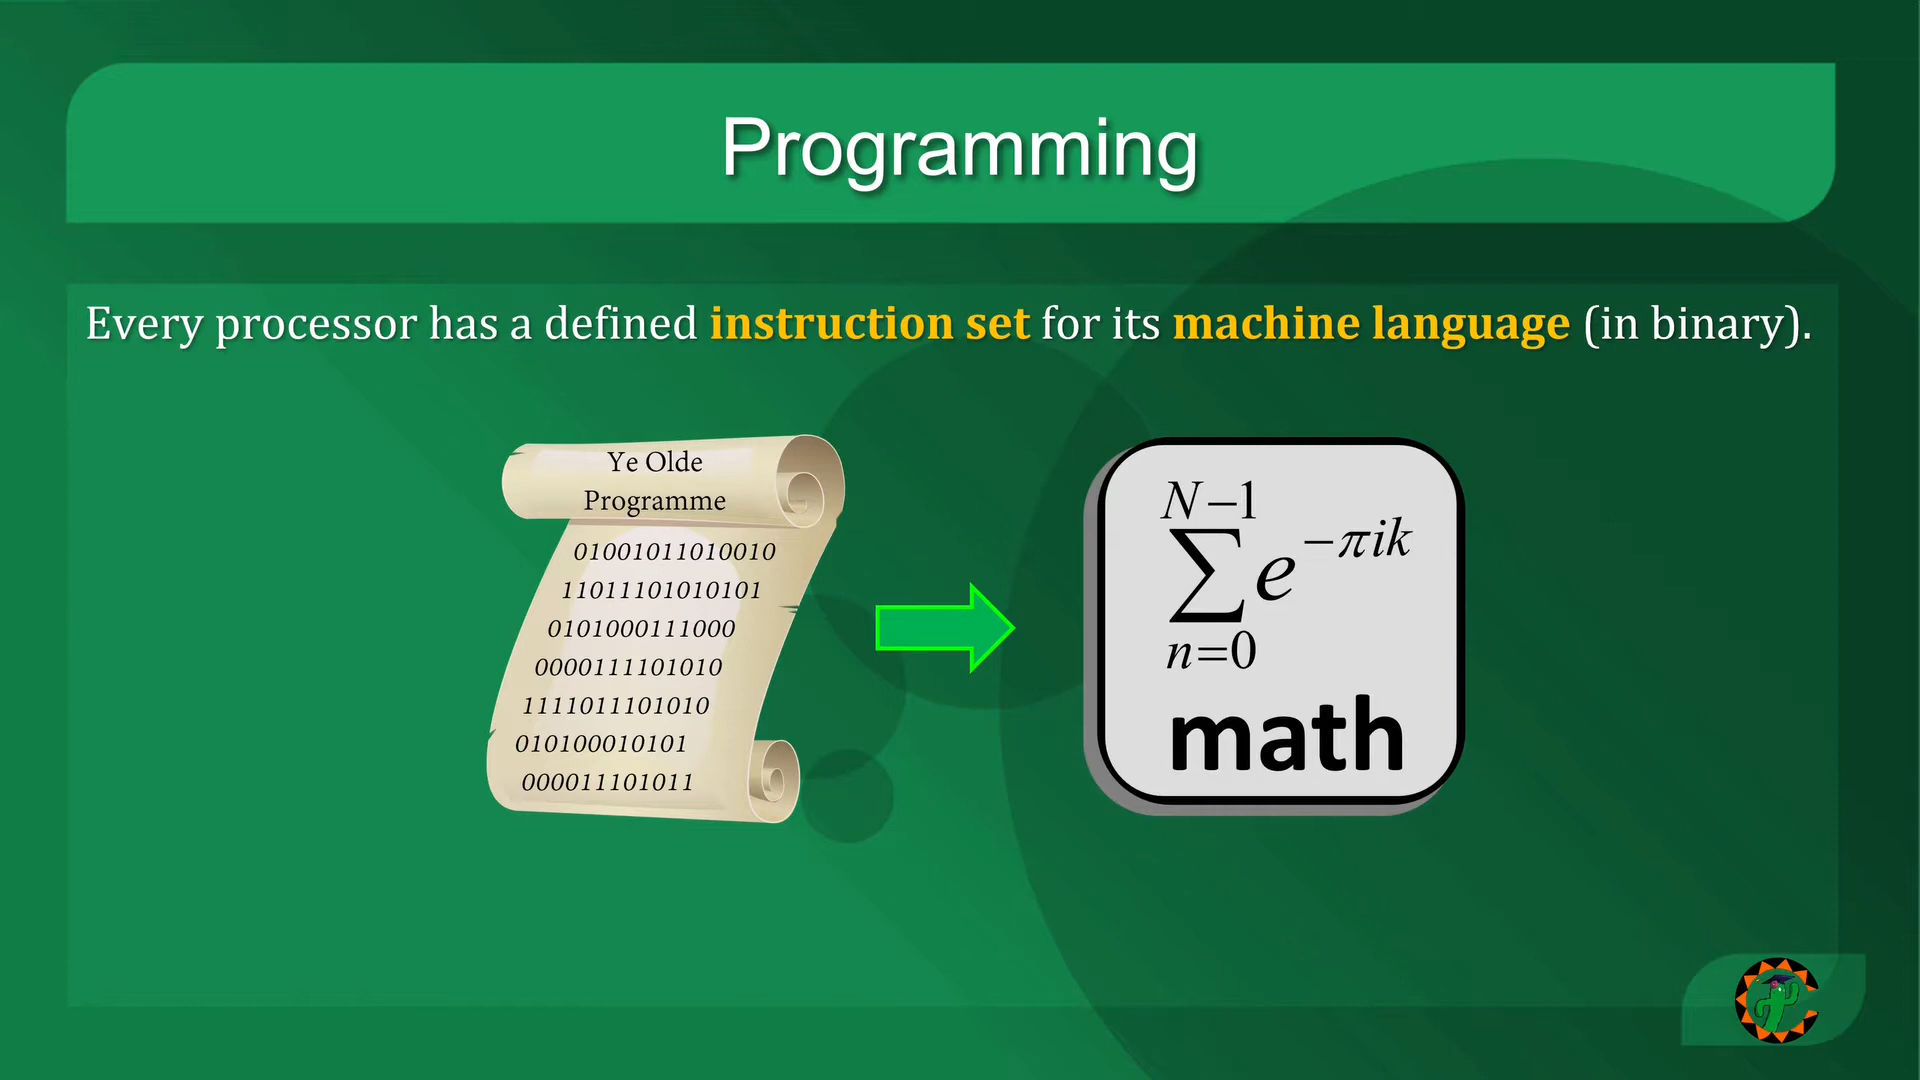 Programming
Every processor has a defined instruction set for its machine language (in binary).
Ye Olde
Programme
01001011010010
11011101010101
0101000111000
0000111101010
1111011101010
010100010101
000011101011
N−1
∑e^−πik
n=0
math